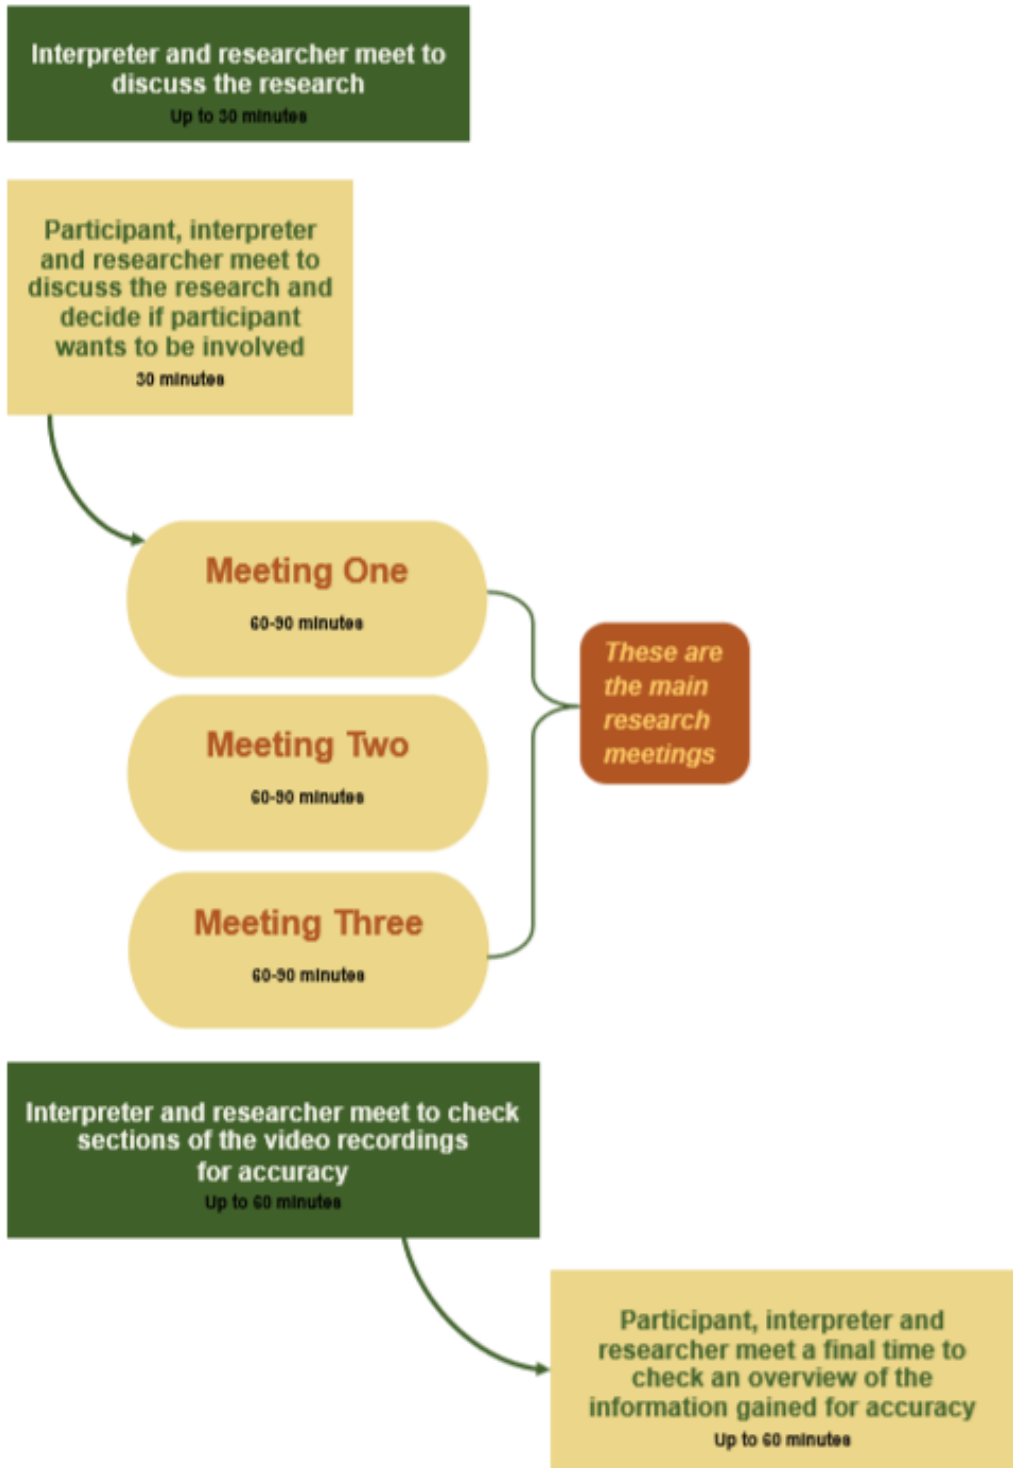 Interpreter and researcher meet to
discuss the research
Up to 30 minutes
Participant, interpreter
and researcher meet to
discuss the research and
decide if participant
wants to be involved
30 minutes
Meeting One
60-90 minutes
These are
the main
research
meetings
Meeting Two
60-90 minutes
Meeting Three
60-90 minutes
Interpreter and researcher meet to check
sections of the video recordings
for accuracy
Up to 60 minutes
Participant, interpreter and
researcher meet a final time to
check an overview of the
information gained for accuracy
Up to 60 minutes